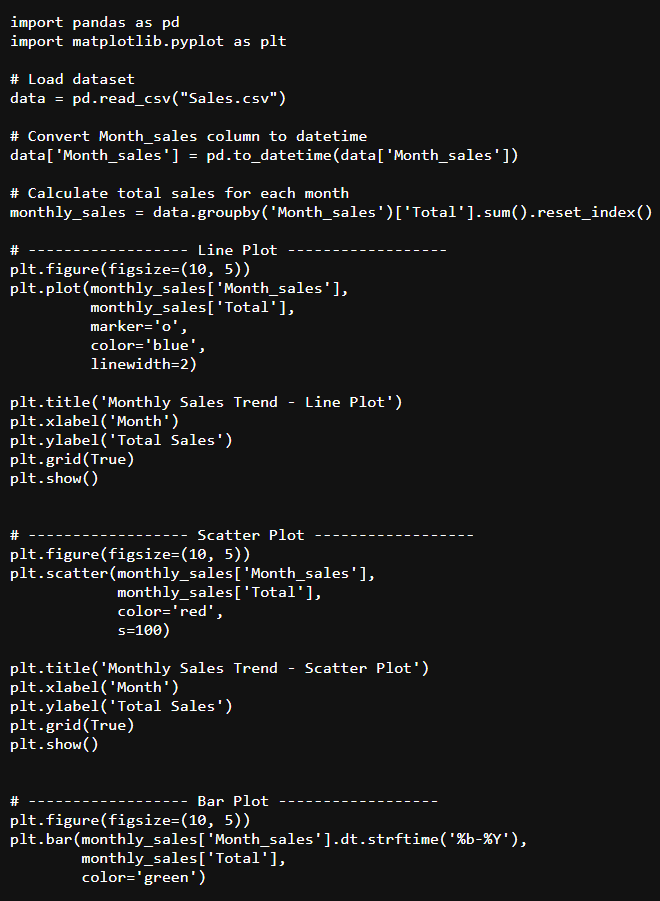 import pandas as pd
import matplotlib.pyplot as plt

# Load dataset
data = pd.read_csv("Sales.csv")

# Convert Month_sales column to datetime
data['Month_sales'] = pd.to_datetime(data['Month_sales'])

# Calculate total sales for each month
monthly_sales = data.groupby('Month_sales')['Total'].sum().reset_index()

# ------------------ Line Plot ------------------
plt.figure(figsize=(10, 5))
plt.plot(monthly_sales['Month_sales'],
         monthly_sales['Total'],
         marker='o',
         color='blue',
         linewidth=2)

plt.title('Monthly Sales Trend - Line Plot')
plt.xlabel('Month')
plt.ylabel('Total Sales')
plt.grid(True)
plt.show()


# ------------------ Scatter Plot ------------------
plt.figure(figsize=(10, 5))
plt.scatter(monthly_sales['Month_sales'],
            monthly_sales['Total'],
            color='red',
            s=100)

plt.title('Monthly Sales Trend - Scatter Plot')
plt.xlabel('Month')
plt.ylabel('Total Sales')
plt.grid(True)
plt.show()


# ------------------ Bar Plot ------------------
plt.figure(figsize=(10, 5))
plt.bar(monthly_sales['Month_sales'].dt.strftime('%b-%Y'),
        monthly_sales['Total'],
        color='green')